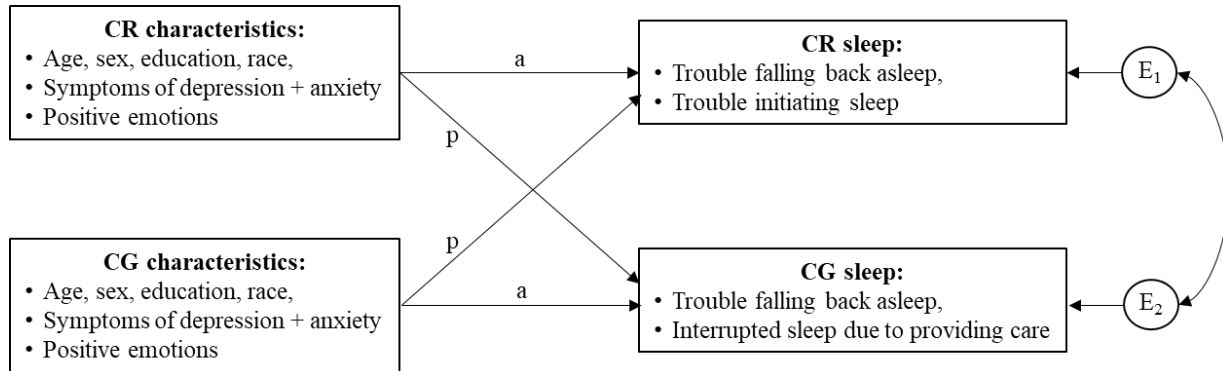 CR characteristics:
• Age, sex, education, race,
• Symptoms of depression + anxiety
• Positive emotions
a
p
CR sleep:
• Trouble falling back asleep,
• Trouble initiating sleep
E1
CG characteristics:
• Age, sex, education, race,
• Symptoms of depression + anxiety
• Positive emotions
p
a
CG sleep:
• Trouble falling back asleep,
• Interrupted sleep due to providing care
E2